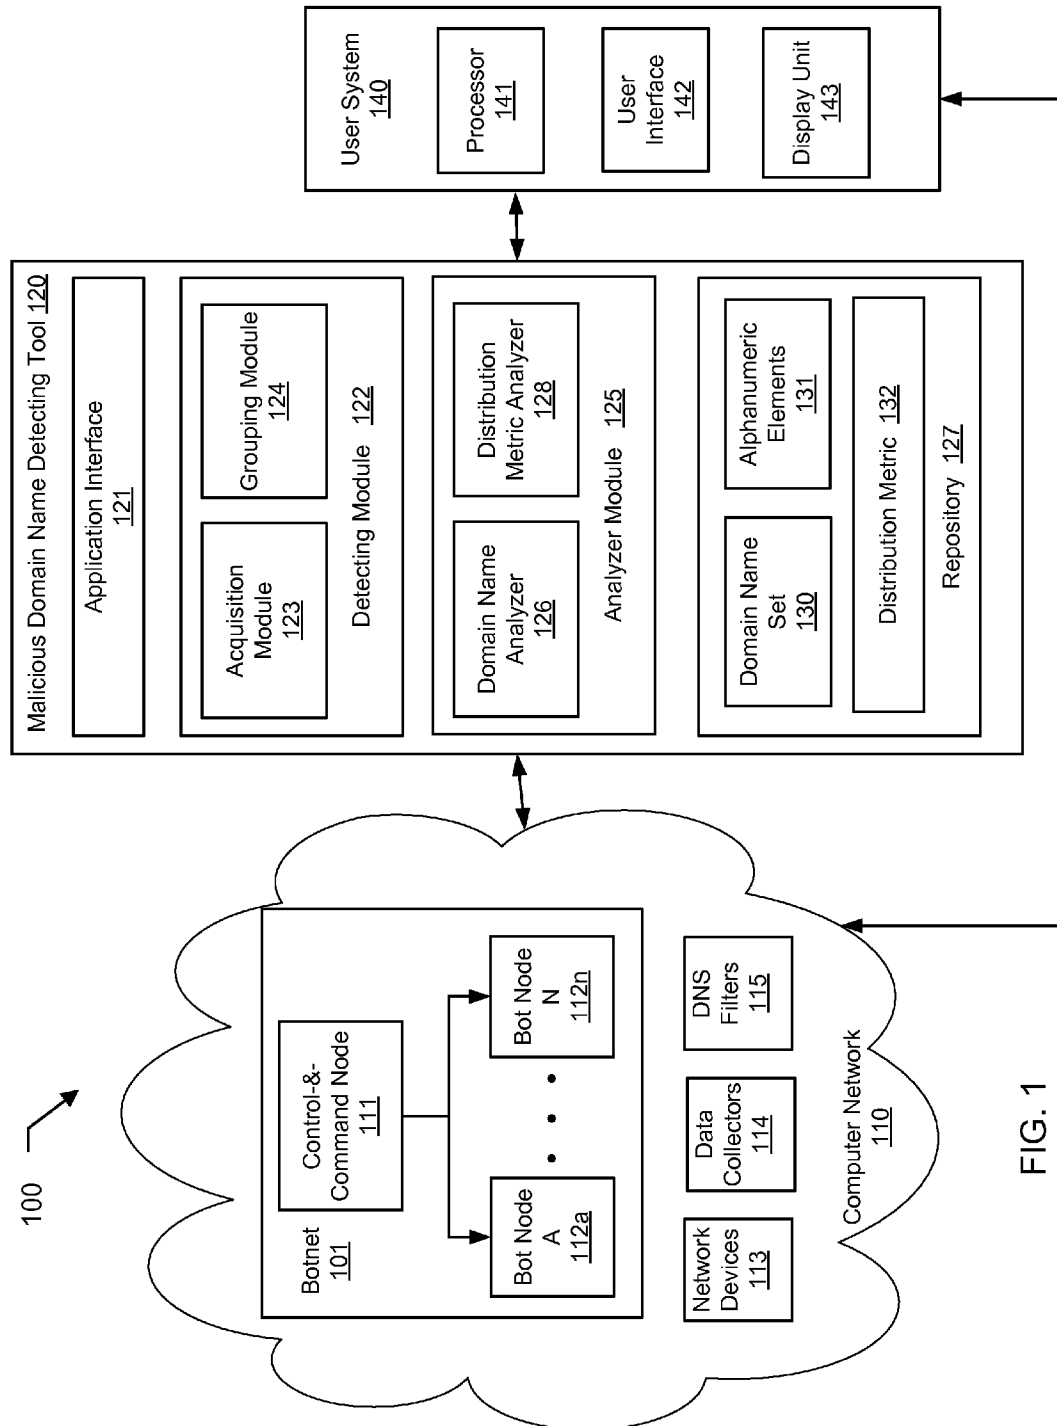 100
Botnet
101
Control-&-
Command Node
111
Bot Node
A
112a
Bot Node
N
112n
Network
Devices
113
Data
Collectors
114
DNS
Filters
115
Computer Network
110
Malicious Domain Name Detecting Tool 120
Application Interface
121
Acquisition
Module
123
Grouping Module
124
Detecting Module 122
Domain Name
Analyzer
126
Distribution
Metric Analyzer
128
Analyzer Module 125
Domain Name
Set
130
Alphanumeric
Elements
131
Distribution Metric 132
Repository 127
User System
140
Processor
141
User
Interface
142
Display Unit
143
FIG. 1